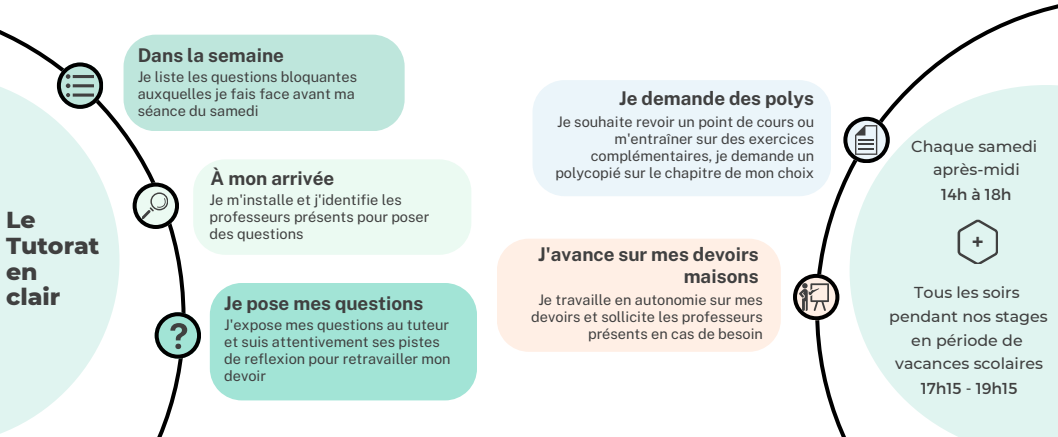 Le
Tutorat
en
clair
Dans la semaine
Je liste les questions bloquantes
auxquelles je fais face avant ma
séance du samedi
À mon arrivée
Je m'installe et j'identifie les
professeurs présents pour poser
des questions
?
Je pose mes questions
J'expose mes questions au tuteur
et suis attentivement ses pistes
de reflexion pour retravailler mon
devoir
Je demande des polys
Je souhaite revoir un point de cours ou
m'entraîner sur des exercices
complémentaires, je demande un
polycopié sur le chapitre de mon choix
J'avance sur mes devoirs
maisons
Je travaille en autonomie sur mes
devoirs et sollicite les professeurs
présents en cas de besoin
Chaque samedi
après-midi
14h à 18h
+
Tous les soirs
pendant nos stages
en période de
vacances scolaires
17h15 - 19h15